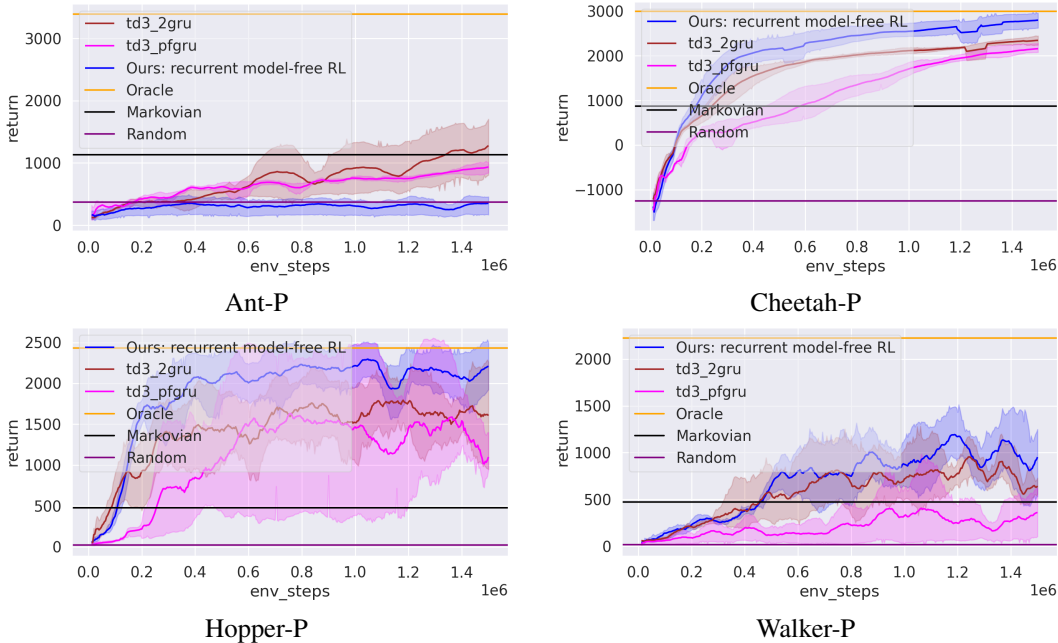 3000
2000
1000
0
return
td3_2gru
td3_pfgru
Ours: recurrent model-free RL
Oracle
Markovian
Random
0.0 0.2 0.4 0.6 0.8 1.0 1.2 1.4
env_steps
1e6
Ant-P
3000
2000
1000
0
−1000
return
Ours: recurrent model-free RL
td3_2gru
td3_pfgru
Oracle
Markovian
Random
0.0 0.2 0.4 0.6 0.8 1.0 1.2 1.4
env_steps
1e6
Cheetah-P
2500
2000
1500
1000
500
0
return
Ours: recurrent model-free RL
td3_2gru
td3_pfgru
Oracle
Markovian
Random
0.0 0.2 0.4 0.6 0.8 1.0 1.2 1.4
env_steps
1e6
Hopper-P
2000
1500
1000
500
0
return
Ours: recurrent model-free RL
td3_2gru
td3_pfgru
Oracle
Markovian
Random
0.0 0.2 0.4 0.6 0.8 1.0 1.2 1.4
env_steps
1e6
Walker-P